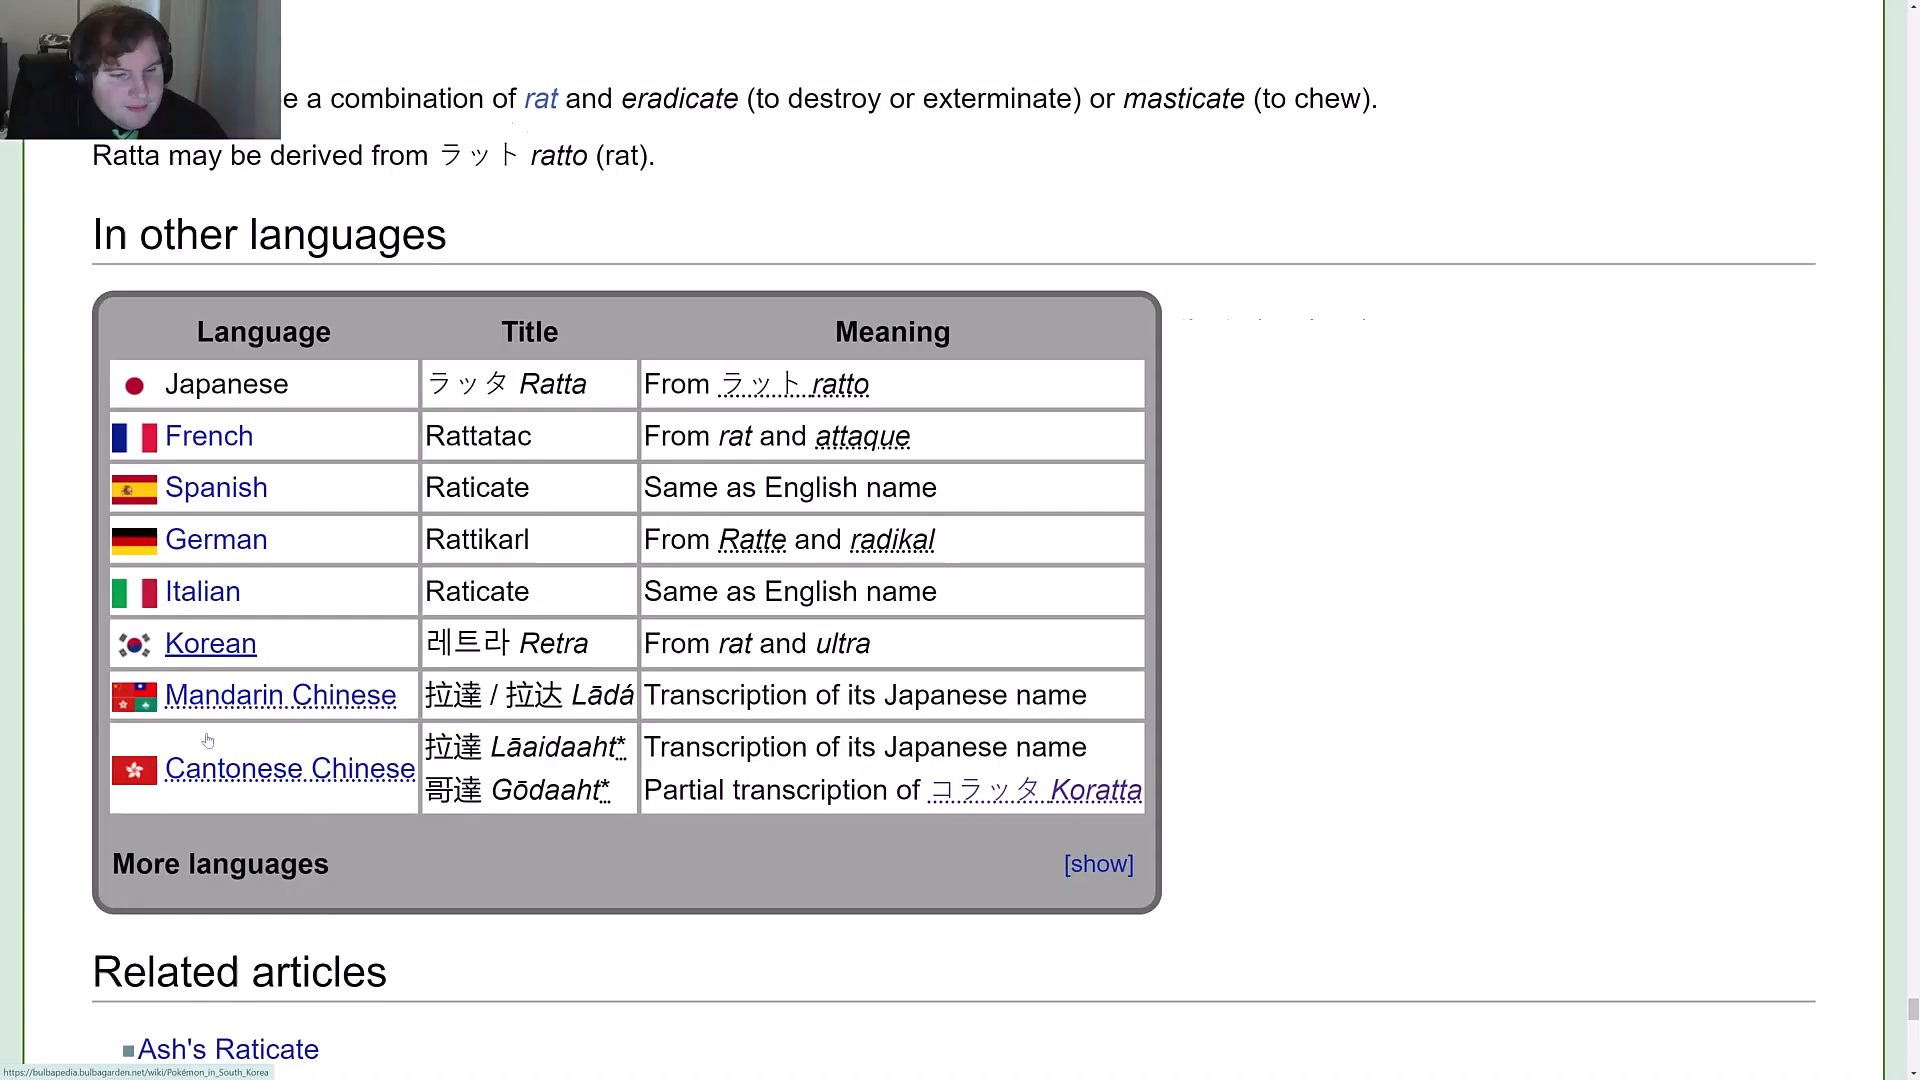 e a combination of rat and eradicate (to destroy or exterminate) or masticate (to chew).
Ratta may be derived from ラット ratto (rat).
In other languages
Language Title Meaning
Japanese ラッタ Ratta From ラット ratto
French Rattatac From rat and attaque
Spanish Raticate Same as English name
German Rattikarl From Ratte and radikal
Italian Raticate Same as English name
Korean 레트라 Retra From rat and ultra
Mandarin Chinese 拉達 / 拉达 Lādá Transcription of its Japanese name
Cantonese Chinese 拉達 Lāaidaaht* Transcription of its Japanese name
哥達 Gōdaaht* Partial transcription of コラッタ Koratta
More languages [show]
Related articles
Ash's Raticate
https://bulbapedia.bulbagarden.net/wiki/Pokémon_in_South_Korea